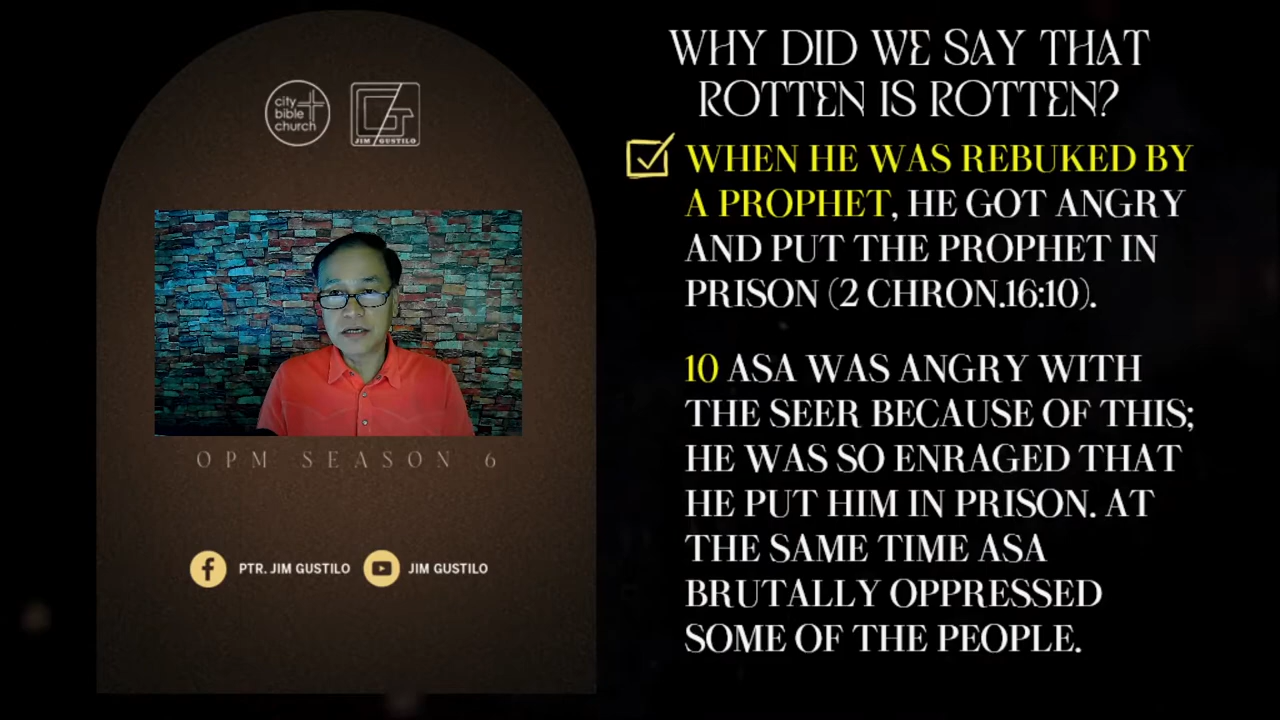 city
bible
church
JIM GUSTILO
OPM SEASON 6
PTR. JIM GUSTILO
JIM GUSTILO
WHY DID WE SAY THAT
ROTTEN IS ROTTEN?
WHEN HE WAS REBUKED BY
A PROPHET, HE GOT ANGRY
AND PUT THE PROPHET IN
PRISON (2 CHRON.16:10).
10 ASA WAS ANGRY WITH
THE SEER BECAUSE OF THIS;
HE WAS SO ENRAGED THAT
HE PUT HIM IN PRISON. AT
THE SAME TIME ASA
BRUTALLY OPPRESSED
SOME OF THE PEOPLE.